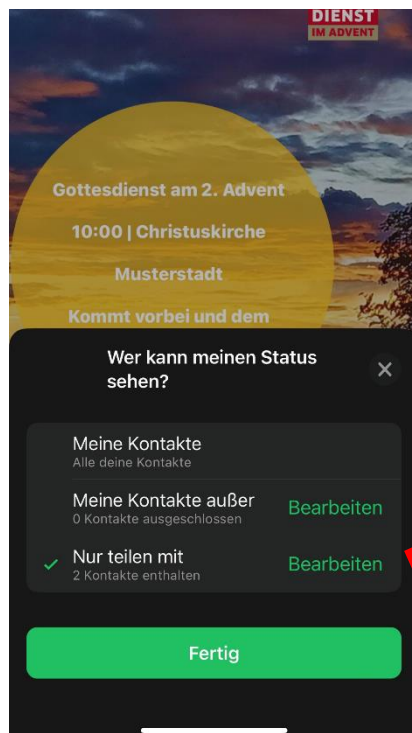 DIENST
IM ADVENT
Gottesdienst am 2. Advent
10:00 | Christuskirche
Musterstadt
Kommt vorbei und dem
Wer kann meinen Status
sehen?
Meine Kontakte
Alle deine Kontakte
Meine Kontakte außer
0 Kontakte ausgeschlossen
Bearbeiten
Nur teilen mit
2 Kontakte enthalten
Bearbeiten
Fertig